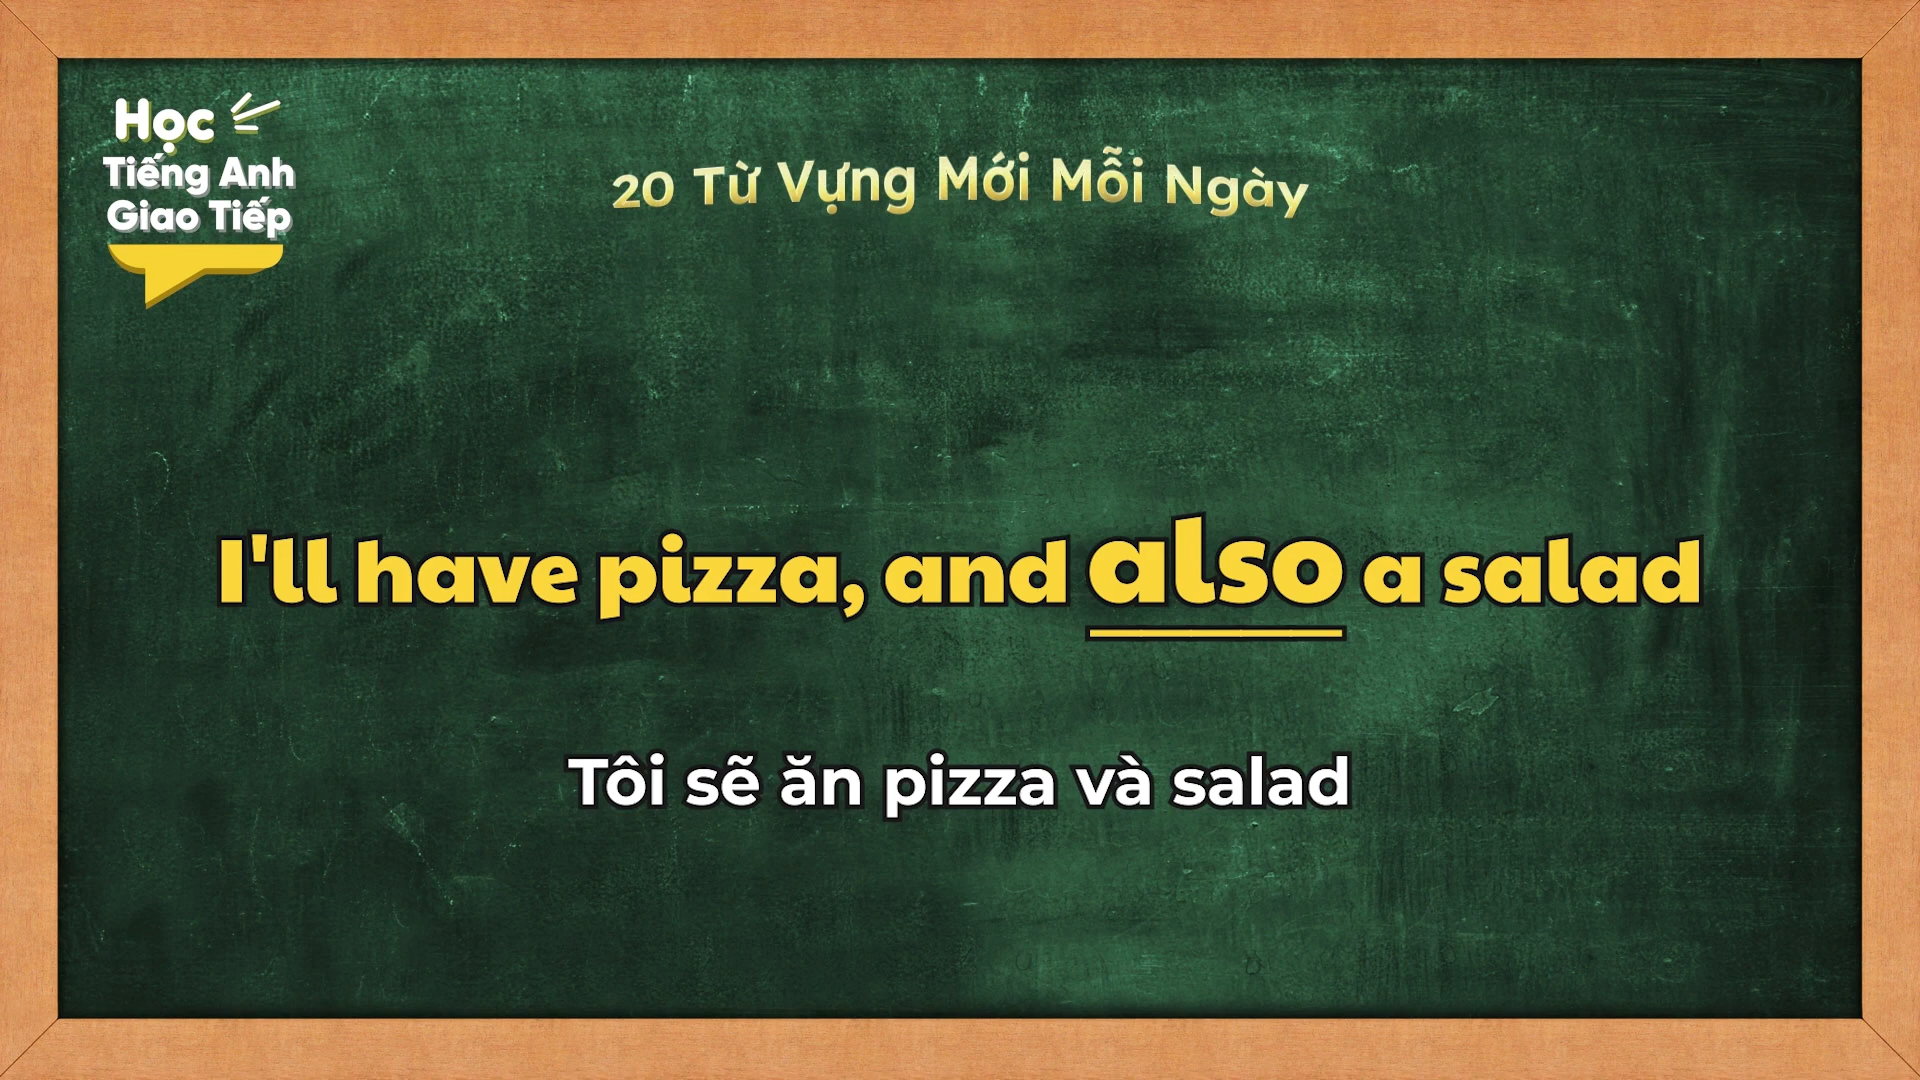 Học
Tiếng Anh
Giao Tiếp
20 Từ Vựng Mới Mỗi Ngày
I'll have pizza, and also a salad
Tôi sẽ ăn pizza và salad